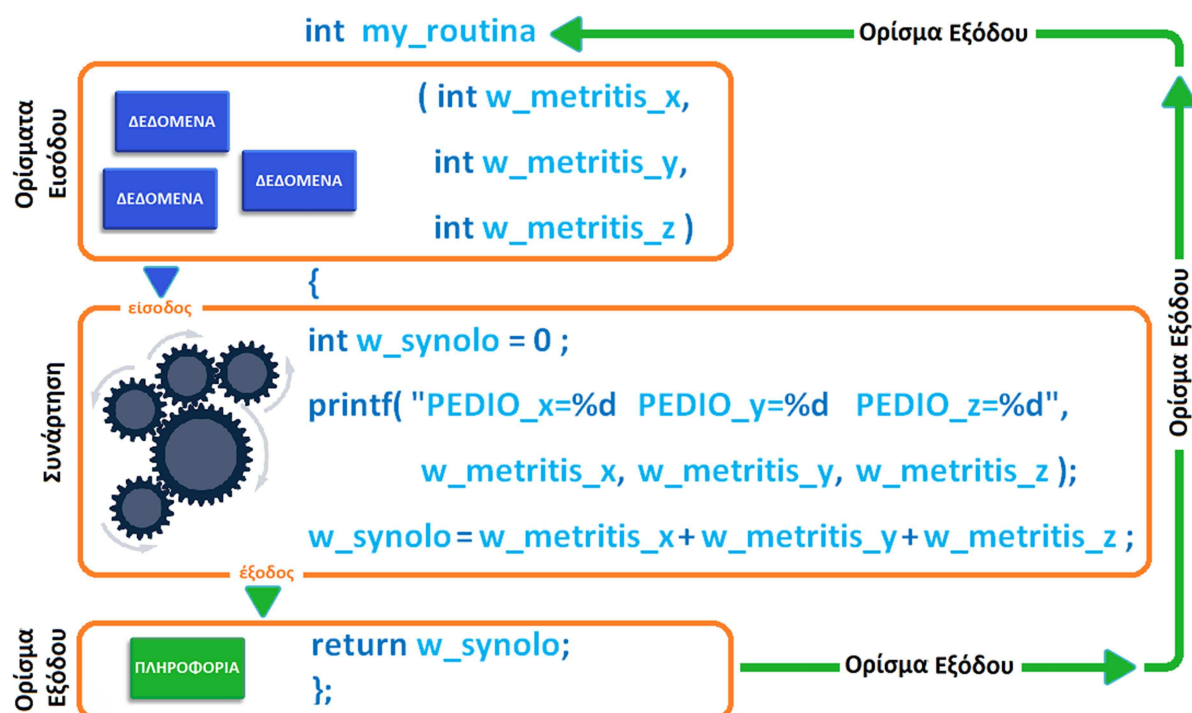 int my_routina
Ορίσμα Εξόδου
Ορίσματα
Εισόδου
ΔΕΔΟΜΕΝΑ
ΔΕΔΟΜΕΝΑ
ΔΕΔΟΜΕΝΑ
( int w_metritis_x,
int w_metritis_y,
int w_metritis_z )
{
είσοδος
Συνάρτηση
int w_synolo = 0 ;
printf( "PEDIO_x=%d PEDIO_y=%d PEDIO_z=%d",
w_metritis_x, w_metritis_y, w_metritis_z );
w_synolo = w_metritis_x + w_metritis_y + w_metritis_z ;
έξοδος
Ορίσμα Εξόδου
Ορίσμα
Εξόδου
ΠΛΗΡΟΦΟΡΙΑ
return w_synolo;
};
Ορίσμα Εξόδου